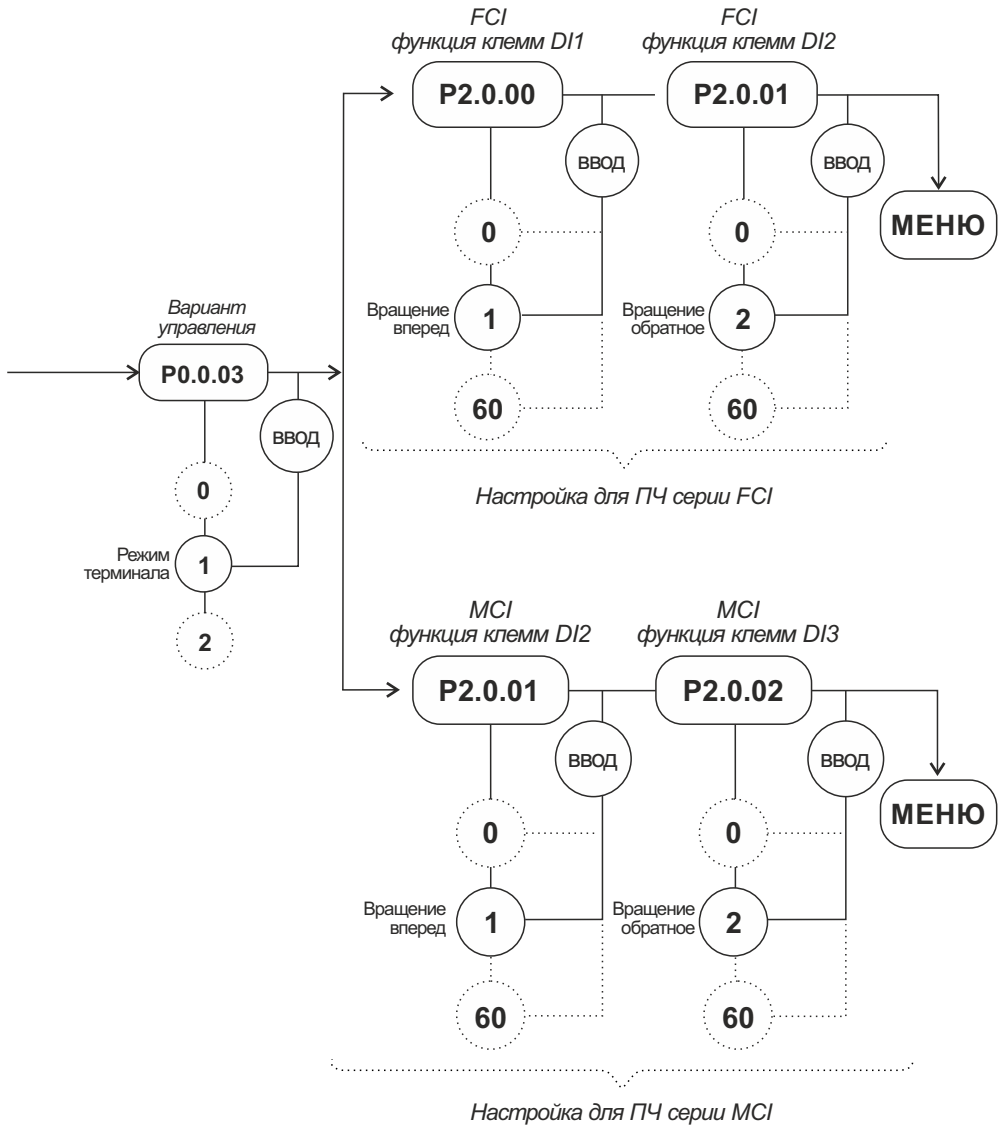 Вариант
управления
P0.0.03
ВВОД
0
Режим
терминала
1
2
FCI
функция клемм DI1
P2.0.00
ВВОД
0
Вращение
вперед
1
60
FCI
функция клемм DI2
P2.0.01
ВВОД
0
Вращение
обратное
2
60
МЕНЮ
Настройка для ПЧ серии FCI
MCI
функция клемм DI2
P2.0.01
ВВОД
0
Вращение
вперед
1
60
MCI
функция клемм DI3
P2.0.02
ВВОД
0
Вращение
обратное
2
60
МЕНЮ
Настройка для ПЧ серии MCI